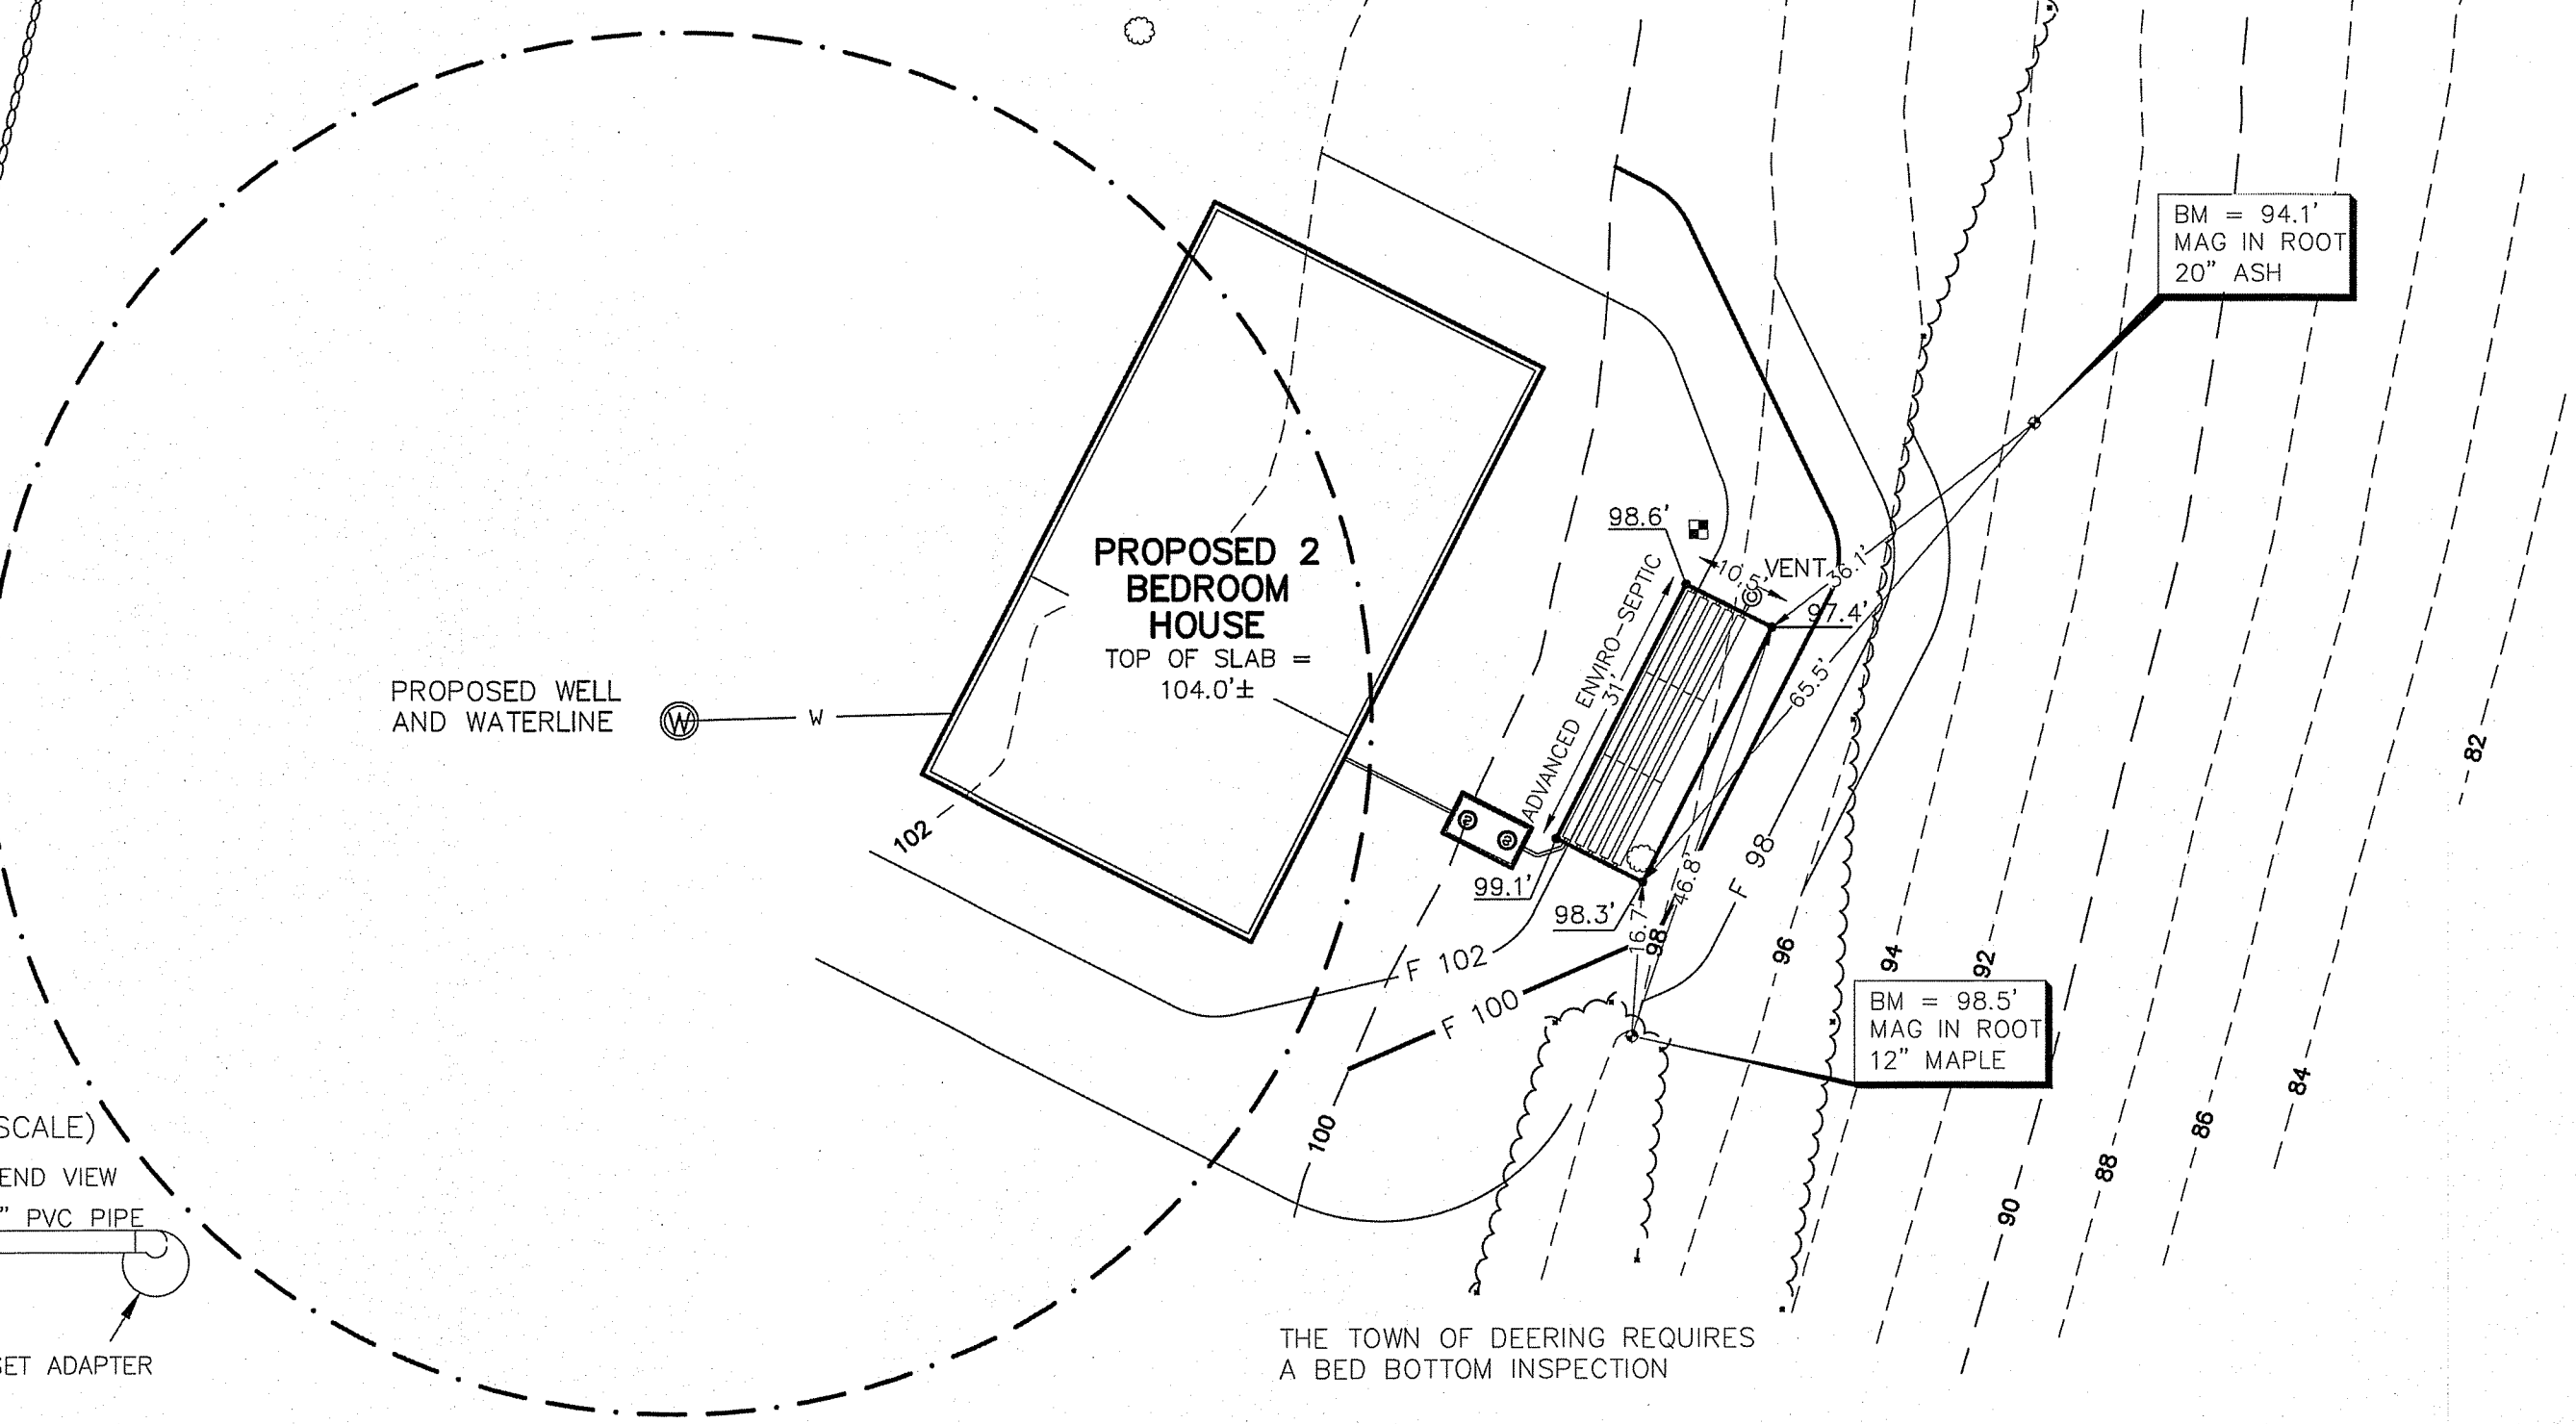 BM = 94.1'
MAG IN ROOT
20" ASH
98.6'
10.5'
VENT
36.1'
97.4'
ADVANCED ENVIRO-SEPTIC
31'
65.5'
PROPOSED 2
BEDROOM
HOUSE
TOP OF SLAB =
104.0'±
PROPOSED WELL
AND WATERLINE
W
W
102
99.1'
98.3'
16.7'
46.8'
98
F 98
F 102
F 100
100
96
94
92
90
88
86
84
82
BM = 98.5'
MAG IN ROOT
12" MAPLE
SCALE)
END VIEW
" PVC PIPE
SET ADAPTER
THE TOWN OF DEERING REQUIRES
A BED BOTTOM INSPECTION